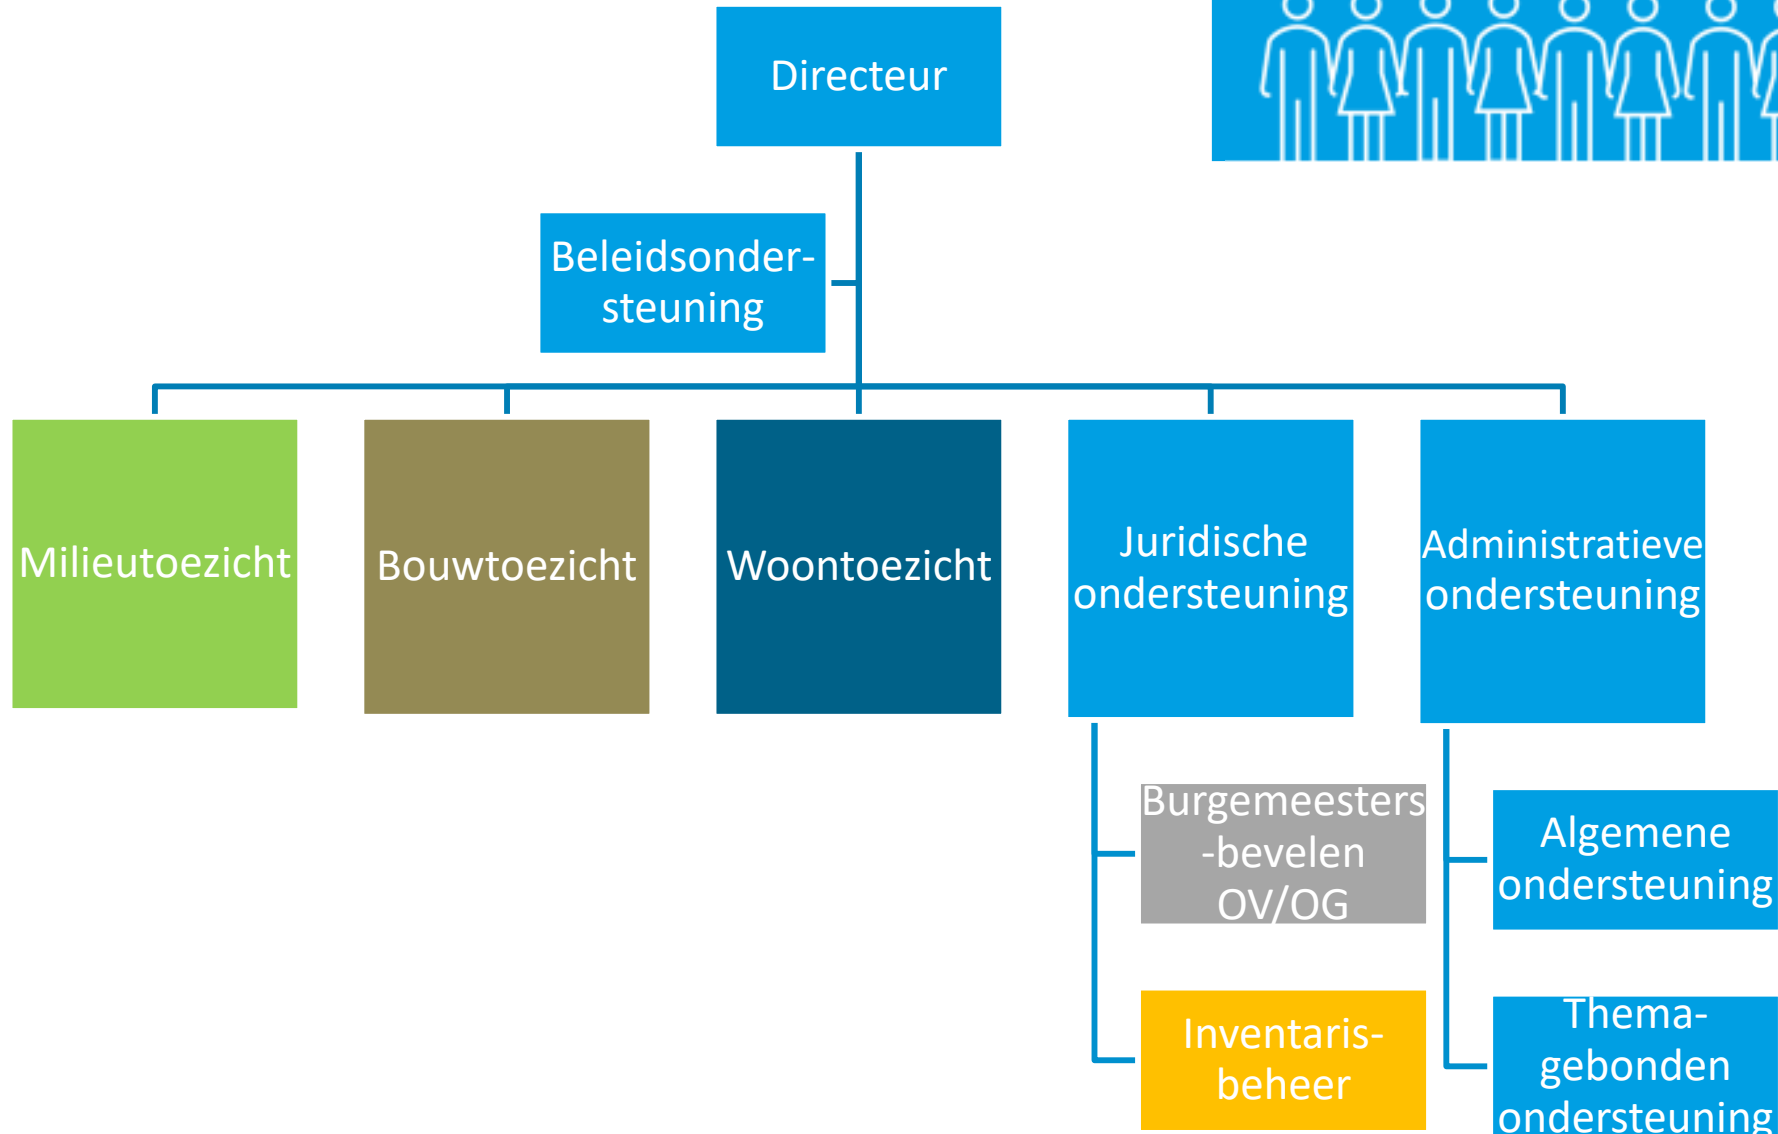 Directeur
Beleidsonder-
steuning
Milieutoezicht
Bouwtoezicht
Woontoezicht
Juridische
ondersteuning
Administratieve
ondersteuning
Burgemeesters
-bevelen
OV/OG
Inventaris-
beheer
Algemene
ondersteuning
Thema-
gebonden
ondersteuning